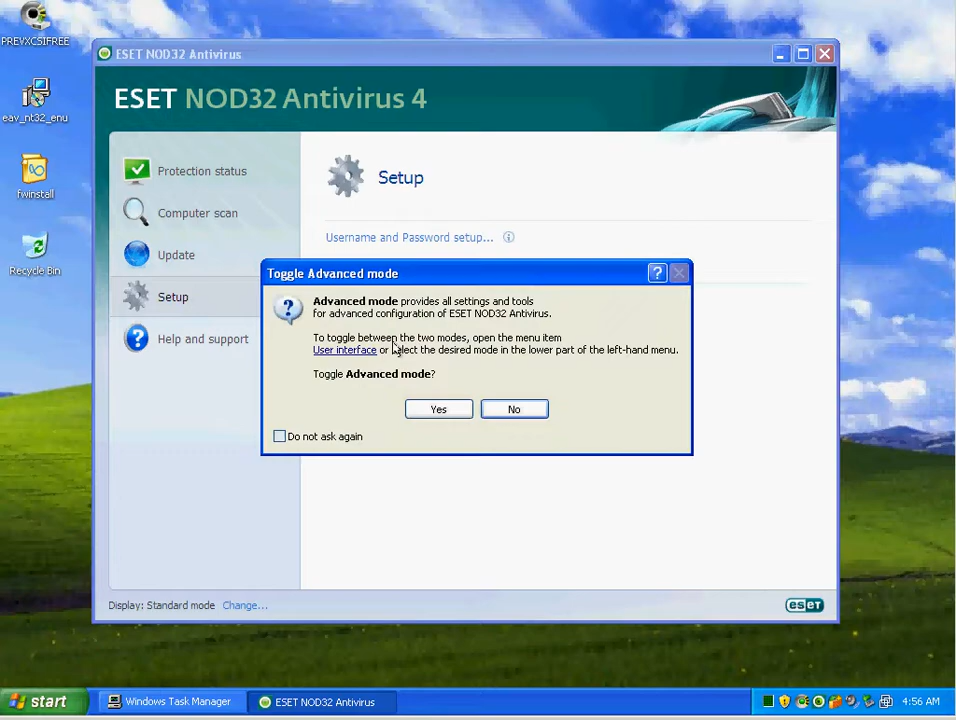 PREVXCSIFREE
eav_nt32_enu
fwinstall
Recycle Bin
ESET NOD32 Antivirus
ESET NOD32 Antivirus 4
Protection status
Computer scan
Update
Setup
Help and support
Setup
Username and Password setup...
Toggle Advanced mode
Advanced mode provides all settings and tools
for advanced configuration of ESET NOD32 Antivirus.
To toggle between the two modes, open the menu item
User interface or select the desired mode in the lower part of the left-hand menu.
Toggle Advanced mode?
Yes No
Do not ask again
Display: Standard mode Change...
eset
start
Windows Task Manager
ESET NOD32 Antivirus
4:56 AM